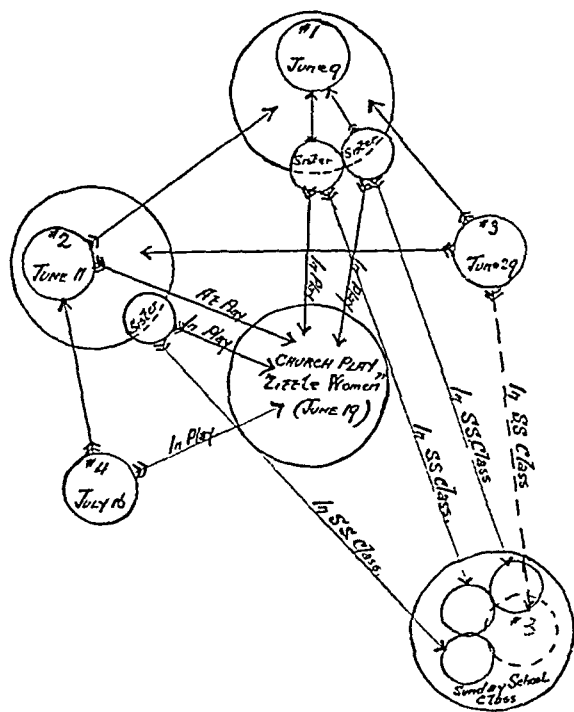 #1
June 9
Sister
Sister
#2
June 11
#3
June 29
Sister
At Play
In Play
In Play
In Play
Church Play
"Little Women"
(June 19)
In Play
#4
July 16
In SS Class
In SS Class
In SS Class
In SS Class
#3
Sunday School
Class